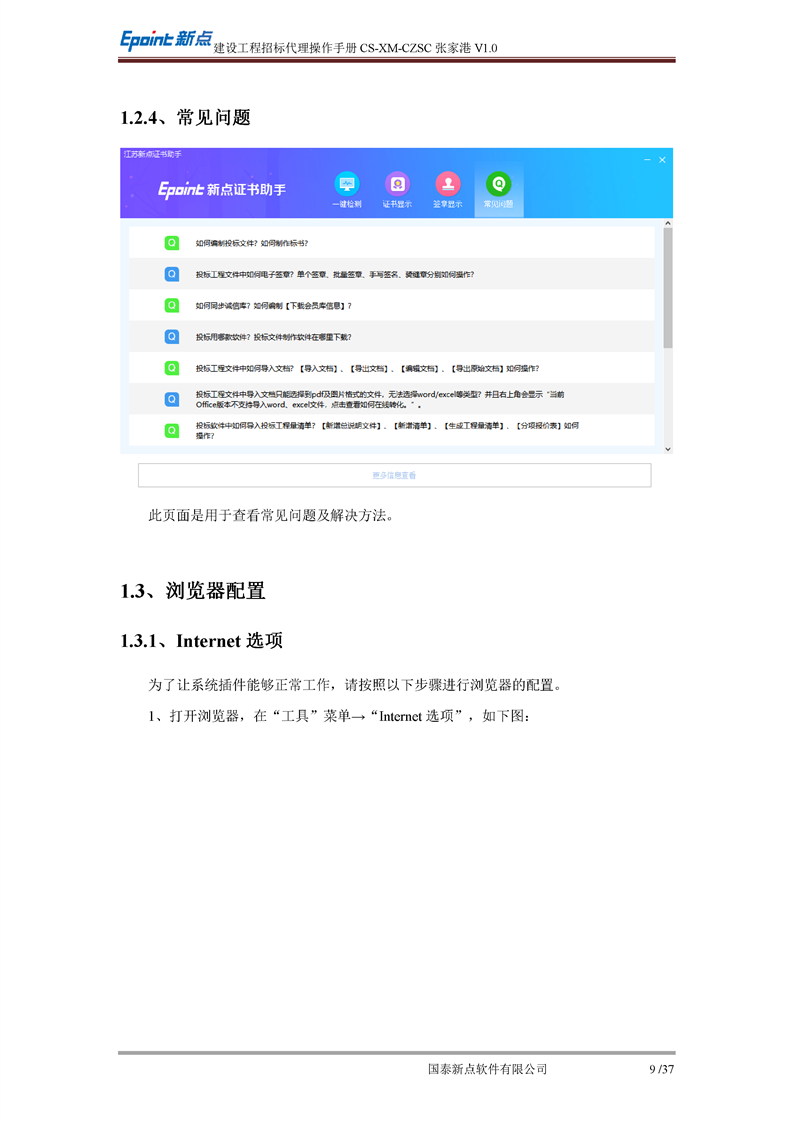 Epoint 新点 建设工程招标代理操作手册 CS-XM-CZSC 张家港 V1.0
1.2.4、常见问题
江苏新点证书助手
Epoint 新点证书助手
一键检测 证书显示 签章显示 常见问题
如何编制投标文件？如何制作标书？
投标工程文件中如何电子签章？单个签章、批量签章、手写签名、骑缝章分别如何操作？
如何同步诚信库？如何编制【下载会员库信息】？
投标用哪款软件？投标文件制作软件在哪里下载？
投标工程文件中如何导入文档？【导入文档】、【导出文档】、【编辑文档】、【导出原始文档】如何操作？
投标工程文件中导入文档只能选择到pdf及图片格式的文件，无法选择word/excel等类型？并且右上角会显示“当前
Office版本不支持导入word、excel文件，点击查看如何在线转化。”。
投标软件中如何导入投标工程量清单？【新增总说明文件】、【新增清单】、【生成工程量清单】、【分项报价表】如何
操作？
更多信息查看
此页面是用于查看常见问题及解决方法。
1.3、浏览器配置
1.3.1、Internet 选项
为了让系统插件能够正常工作，请按照以下步骤进行浏览器的配置。
1、打开浏览器，在“工具”菜单→“Internet 选项”，如下图：
国泰新点软件有限公司 9 /37